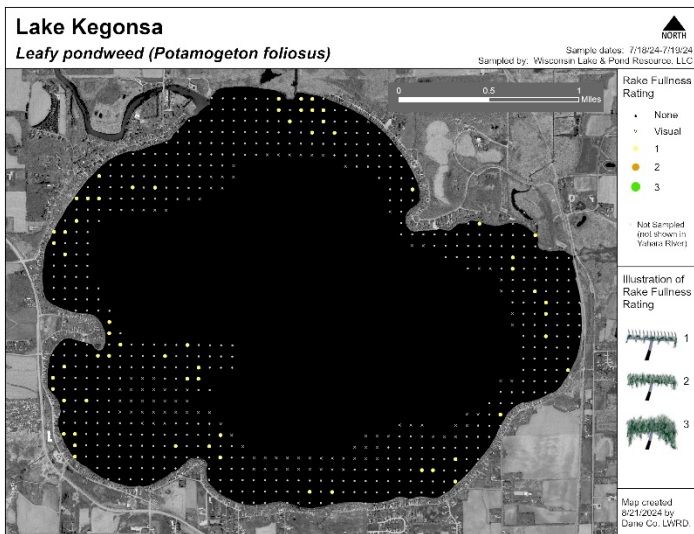 Lake Kegonsa
Leafy pondweed (Potamogeton foliosus)
NORTH
Sample dates: 7/18/24-7/19/24
Sampled by: Wisconsin Lake & Pond Resource, LLC
0 0.5 1
Miles
Rake Fullness
Rating
None
Visual
1
2
3
Not Sampled
(not shown in
Yahara River)
Illustration of
Rake Fullness
Rating
1
2
3
Map created
8/21/2024 by
Dane Co. LWRD.